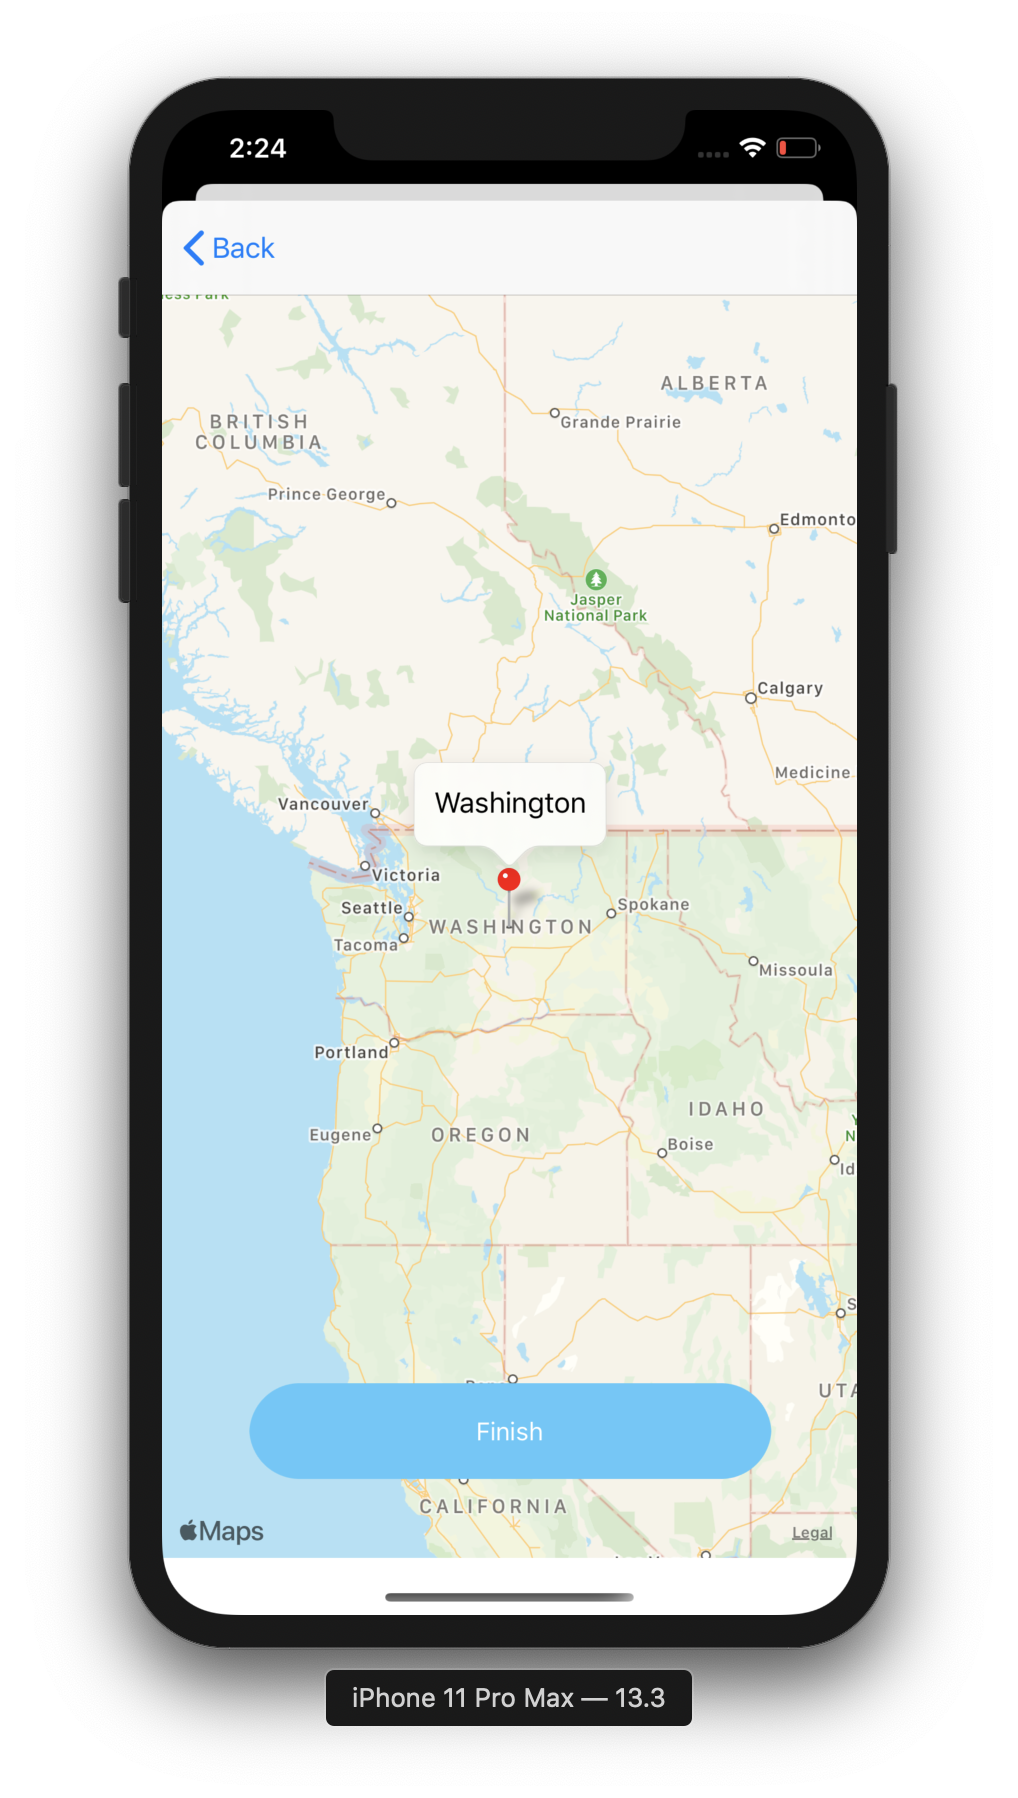 2:24
Back
ess Park
ALBERTA
BRITISH
COLUMBIA
Grande Prairie
Prince George
Edmonto
Jasper
National Park
Calgary
Medicine
Vancouver
Washington
Victoria
Seattle
Spokane
WASHINGTON
Tacoma
Missoula
Portland
IDAHO
Y
N
Eugene
OREGON
Boise
Id
S
UTA
Finish
CALIFORNIA
Maps
Legal
iPhone 11 Pro Max — 13.3